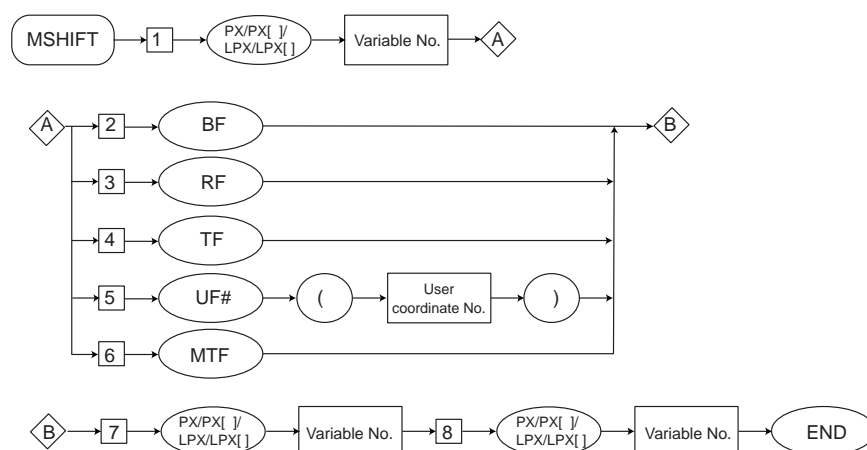 MSHIFT
1
PX/PX[ ]/
LPX/LPX[ ]
Variable No.
A
A
2
BF
B
3
RF
4
TF
5
UF#
(
User
coordinate No.
)
6
MTF
B
7
PX/PX[ ]/
LPX/LPX[ ]
Variable No.
8
PX/PX[ ]/
LPX/LPX[ ]
Variable No.
END